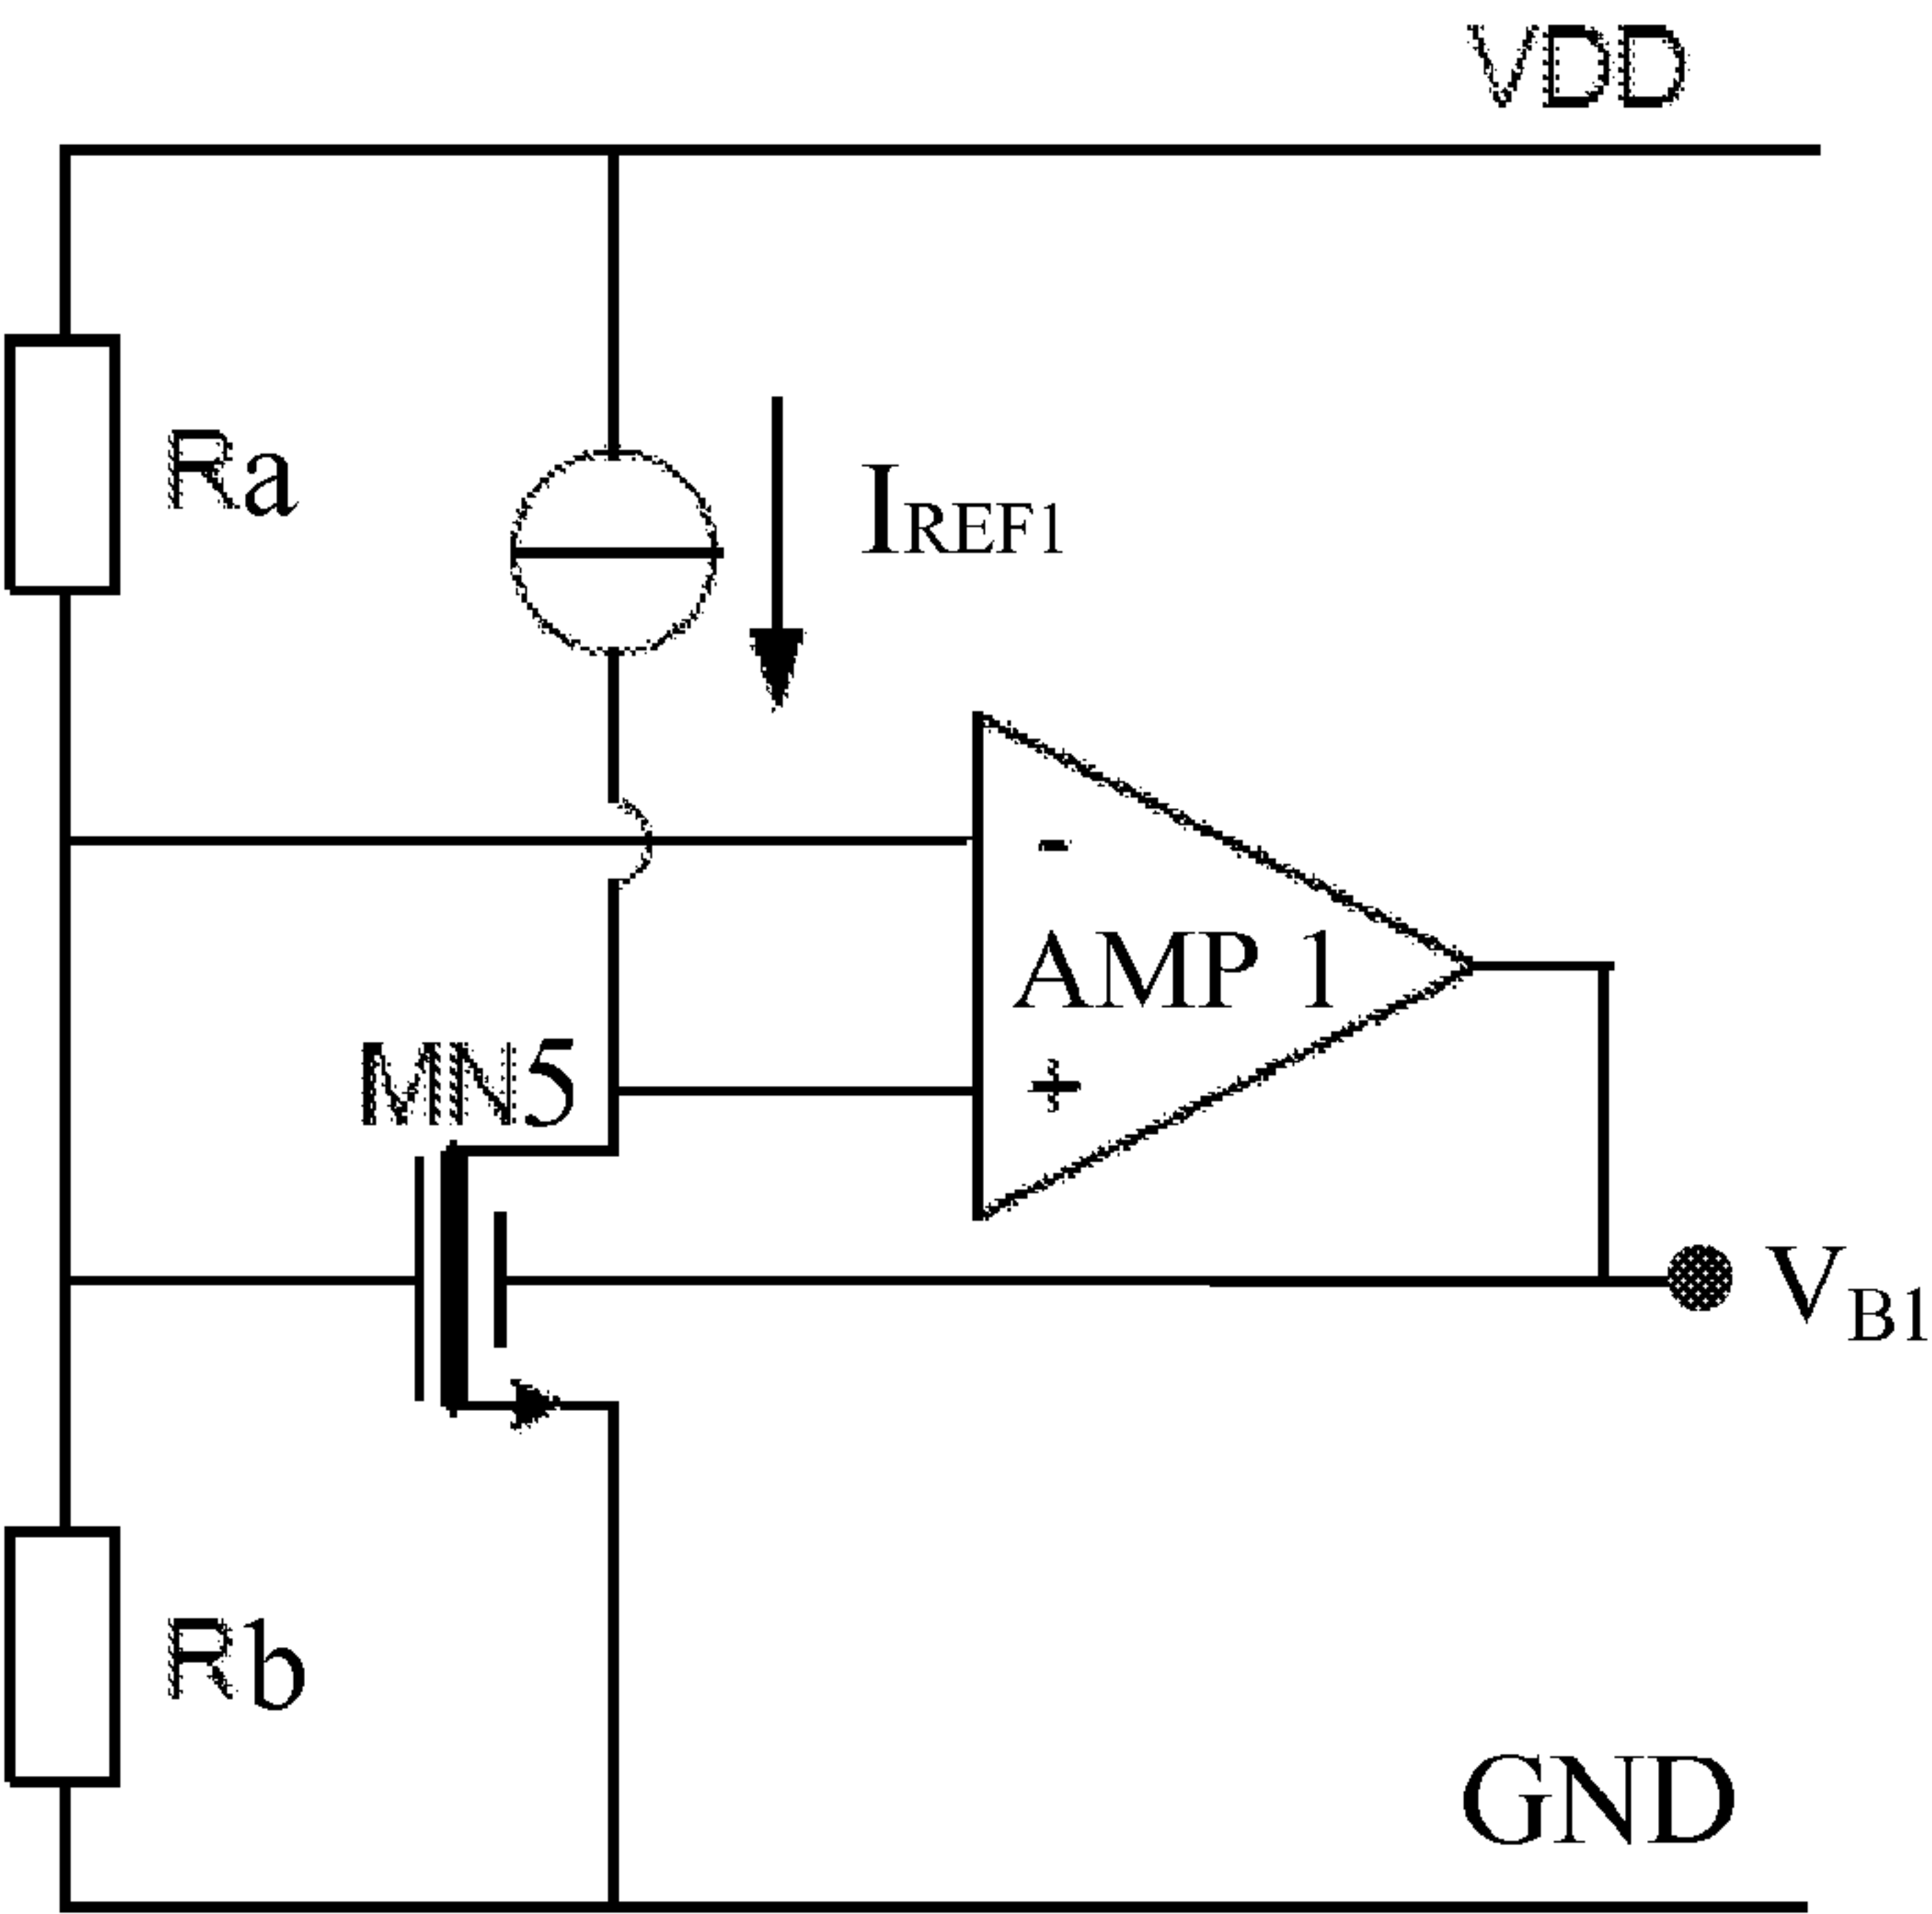 VDD
Ra
IREF1
-
AMP 1
+
MN5
VB1
Rb
GND